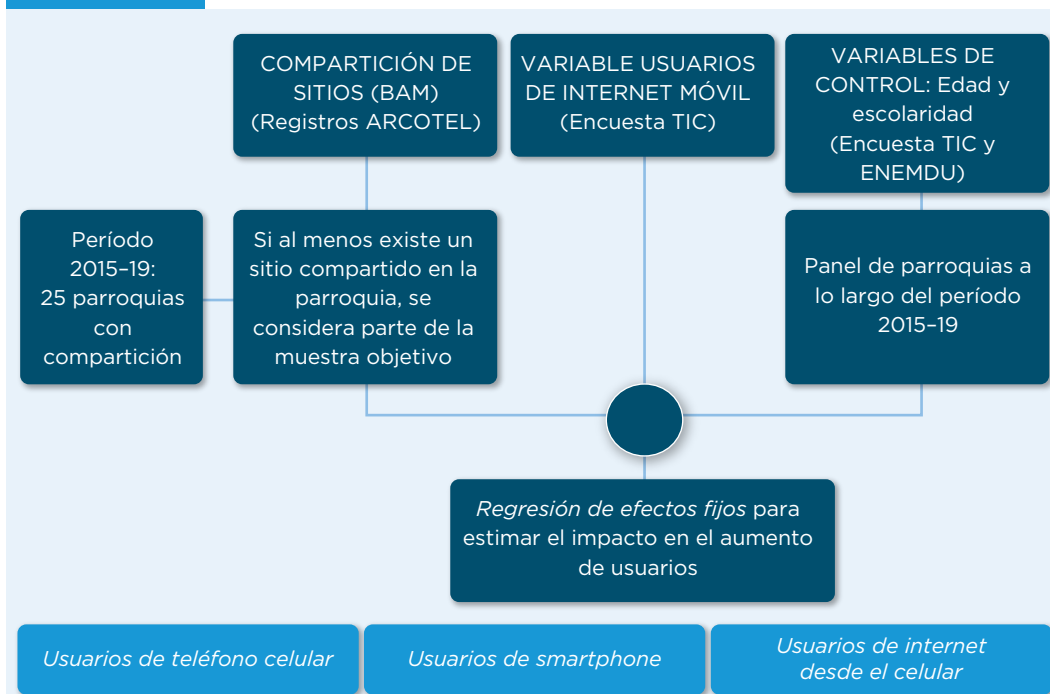 COMPARTICIÓN DE
SITIOS (BAM)
(Registros ARCOTEL)
VARIABLE USUARIOS
DE INTERNET MÓVIL
(Encuesta TIC)
VARIABLES DE
CONTROL: Edad y
escolaridad
(Encuesta TIC y
ENEMDU)
Período
2015–19:
25 parroquias
con
compartición
Si al menos existe un
sitio compartido en la
parroquia, se
considera parte de la
muestra objetivo
Panel de parroquias a
lo largo del período
2015–19
Regresión de efectos fijos para
estimar el impacto en el aumento
de usuarios
Usuarios de teléfono celular
Usuarios de smartphone
Usuarios de internet
desde el celular